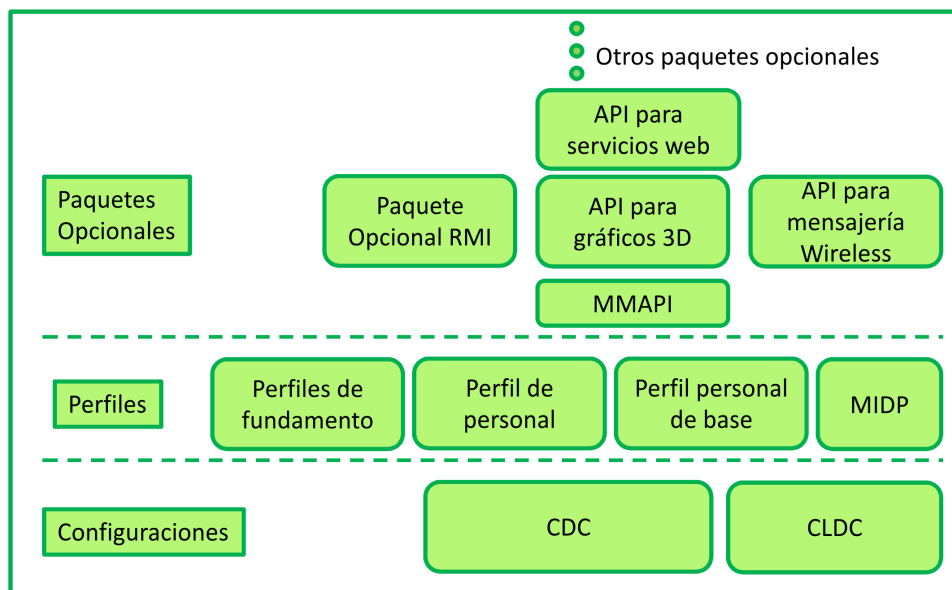 Otros paquetes opcionales
API para
servicios web
Paquetes
Opcionales
Paquete
Opcional RMI
API para
gráficos 3D
API para
mensajería
Wireless
MMAPI
Perfiles
Perfiles de
fundamento
Perfil de
personal
Perfil personal
de base
MIDP
Configuraciones
CDC
CLDC